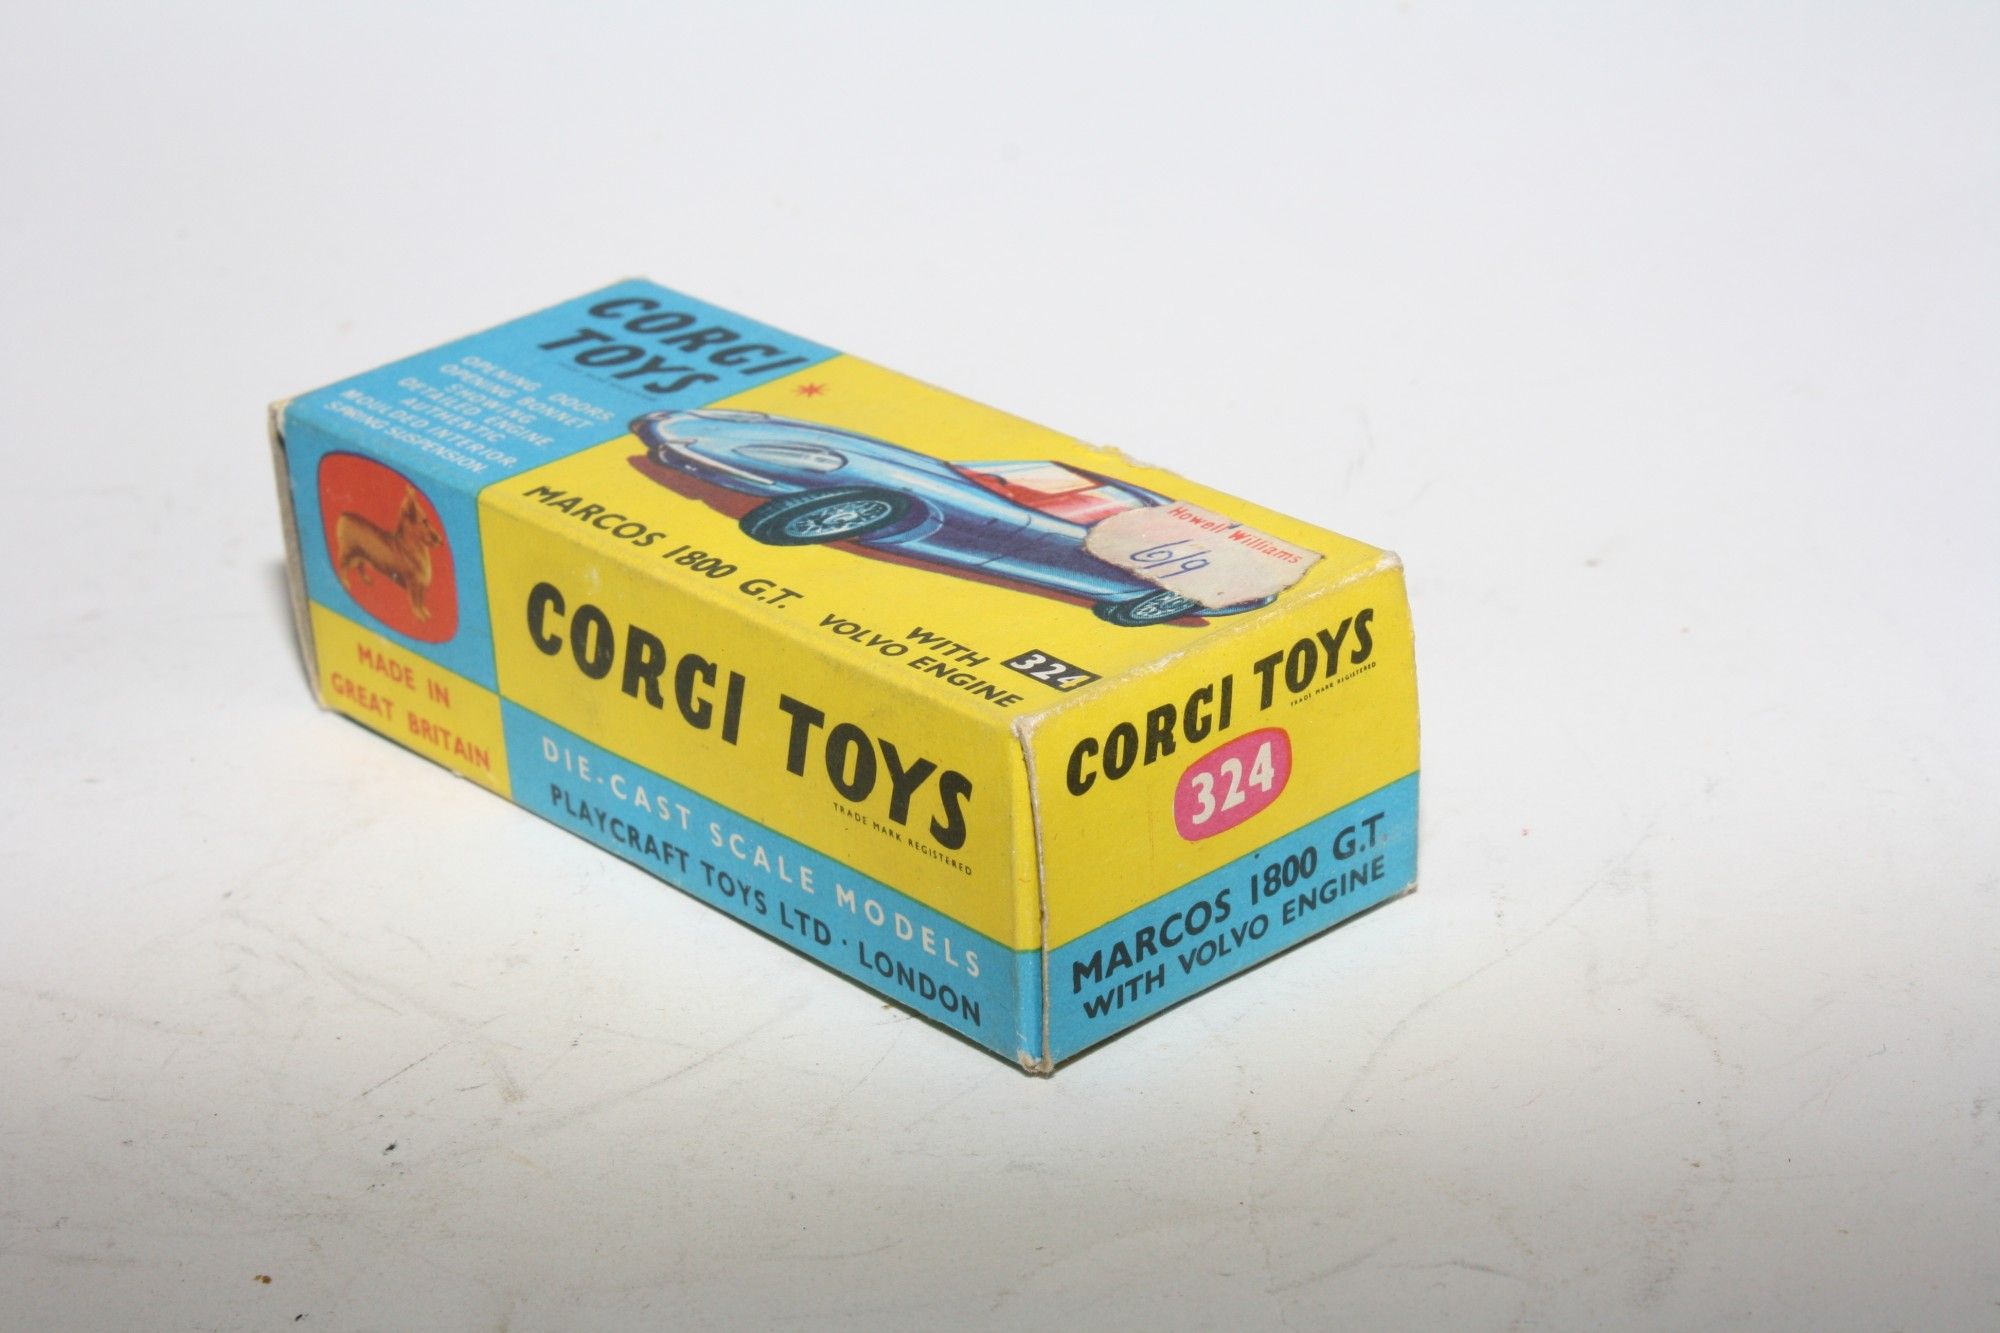 CORGI
TOYS
OPENING DOORS
OPENING BONNET
SHOWING
DETAILED ENGINE
AUTHENTIC
MOULDED INTERIOR.
SPRING SUSPENSION
MARCOS 1800 G.T.
WITH
VOLVO ENGINE
324
Howell Williams
6/9
MADE IN
GREAT BRITAIN
CORGI TOYS
TRADE MARK REGISTERED
DIE-CAST SCALE MODELS
PLAYCRAFT TOYS LTD · LONDON
CORGI TOYS
TRADE MARK REGISTERED
324
MARCOS 1800 G.T.
WITH VOLVO ENGINE